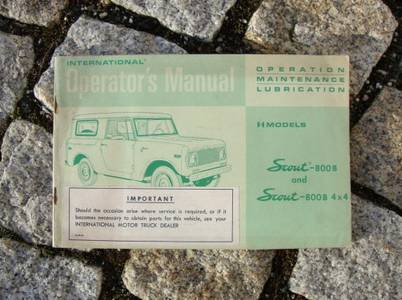 INTERNATIONAL®
Operator's Manual
OPERATION
MAINTENANCE
LUBRICATION
MODELS
Scout-800B
and
Scout-800B 4x4
IMPORTANT
Should the occasion arise where service is required, or if it
becomes necessary to obtain parts for this vehicle, see your
INTERNATIONAL MOTOR TRUCK DEALER